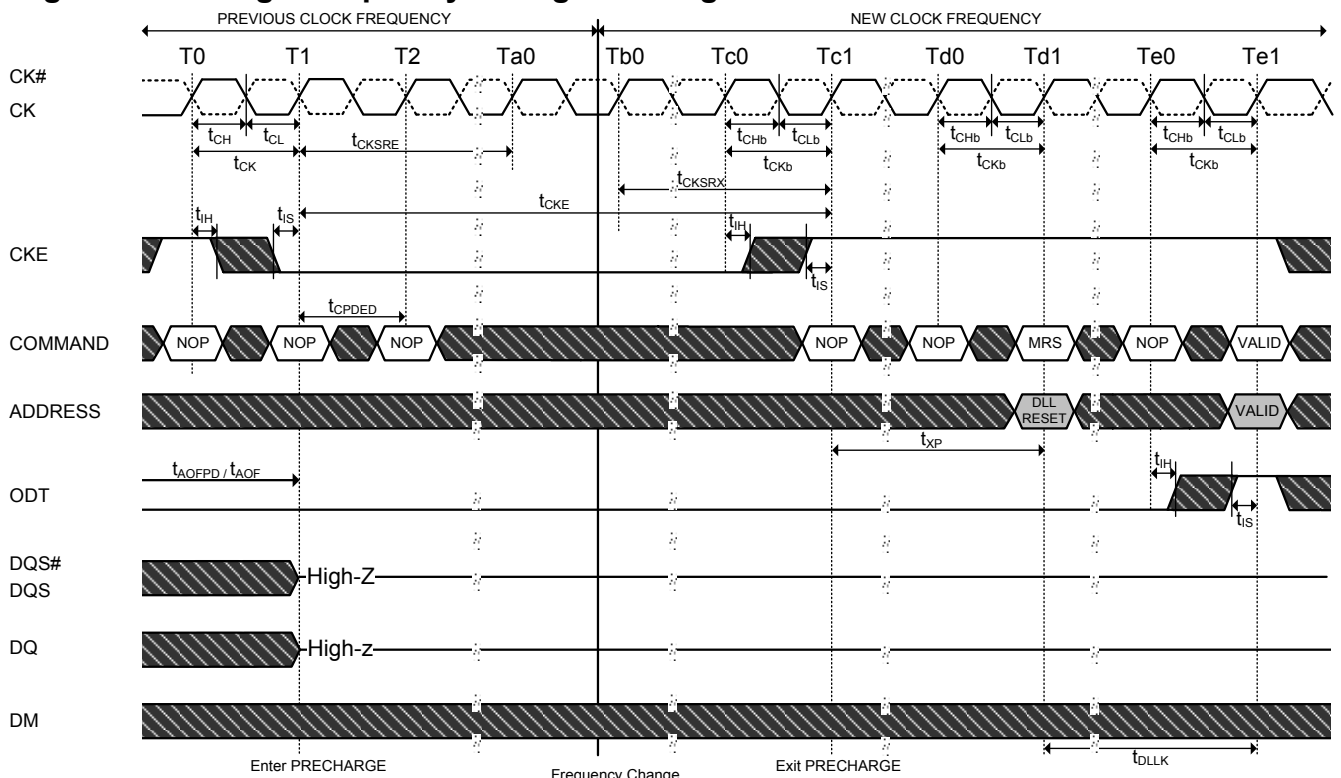 PREVIOUS CLOCK FREQUENCY NEW CLOCK FREQUENCY
T0 T1 T2 Ta0 Tb0 Tc0 Tc1 Td0 Td1 Te0 Te1
CK#
CK
tCH tCL tCHb tCLb tCHb tCLb tCHb tCLb
tCK tCKSRE tCKb tCKb tCKb
tCKSRX
tCKE
tIH tIS tIH
CKE
tIS
tCPDED
COMMAND NOP NOP NOP NOP NOP MRS NOP VALID
ADDRESS DLL RESET VALID
tXP
tAOFPD / tAOF tIH
ODT
tIS
DQS#
DQS High-Z
DQ High-z
DM
tDLLK
Enter PRECHARGE Frequency Change Exit PRECHARGE